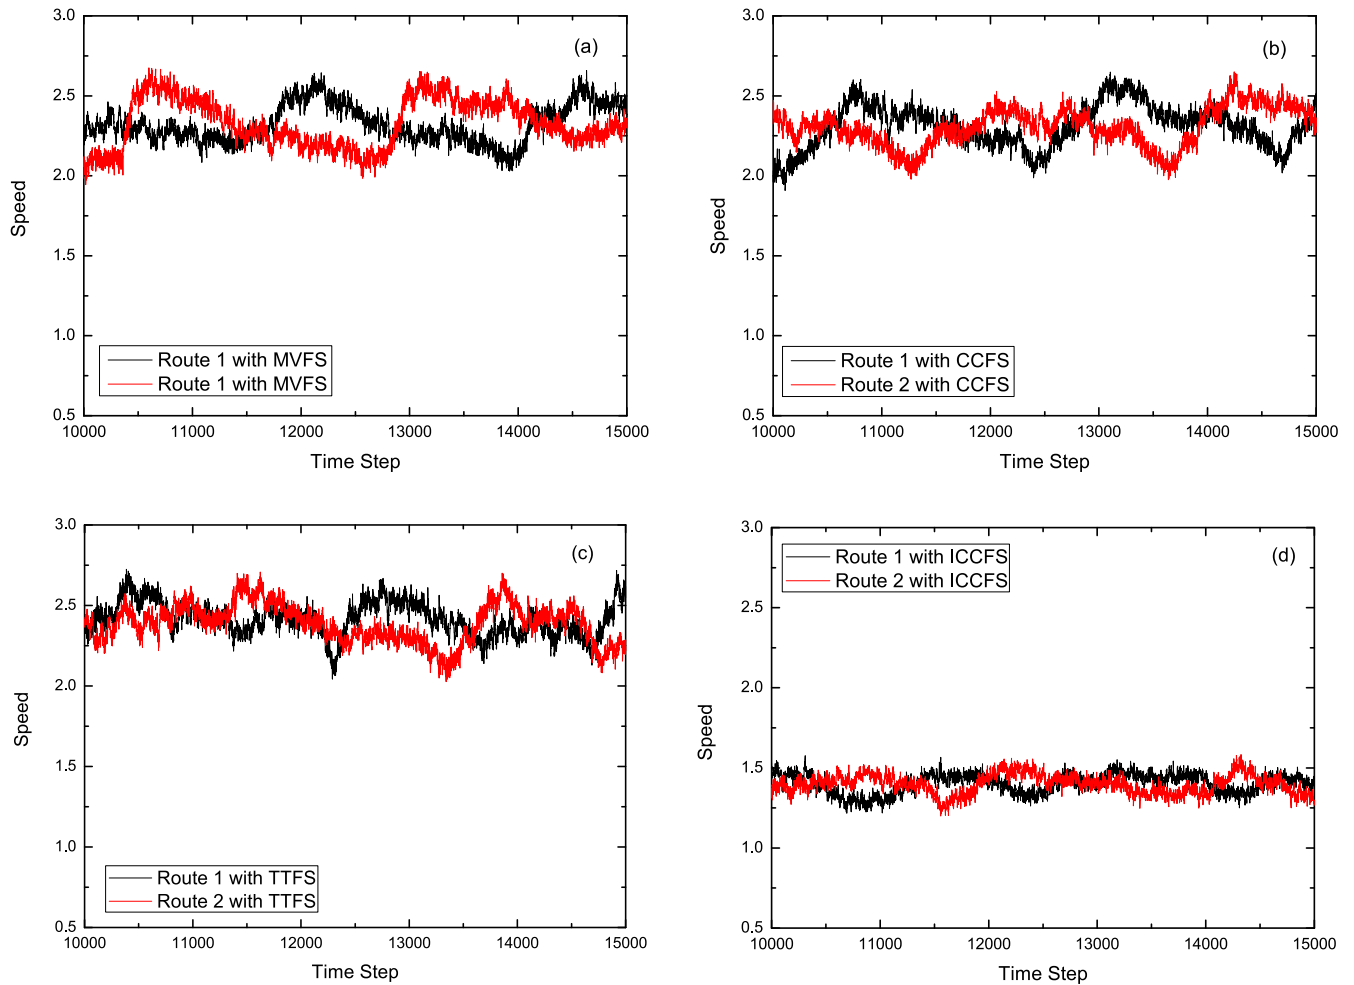 (a)
3.0
2.5
2.0
1.5
1.0
0.5
Speed
Route 1 with MVFS
Route 1 with MVFS
10000 11000 12000 13000 14000 15000
Time Step
(b)
3.0
2.5
2.0
1.5
1.0
0.5
Speed
Route 1 with CCFS
Route 2 with CCFS
10000 11000 12000 13000 14000 15000
Time Step
(c)
3.0
2.5
2.0
1.5
1.0
0.5
Speed
Route 1 with TTFS
Route 2 with TTFS
10000 11000 12000 13000 14000 15000
Time Step
Route 1 with ICCFS
Route 2 with ICCFS
(d)
3.0
2.5
2.0
1.5
1.0
0.5
Speed
10000 11000 12000 13000 14000 15000
Time Step